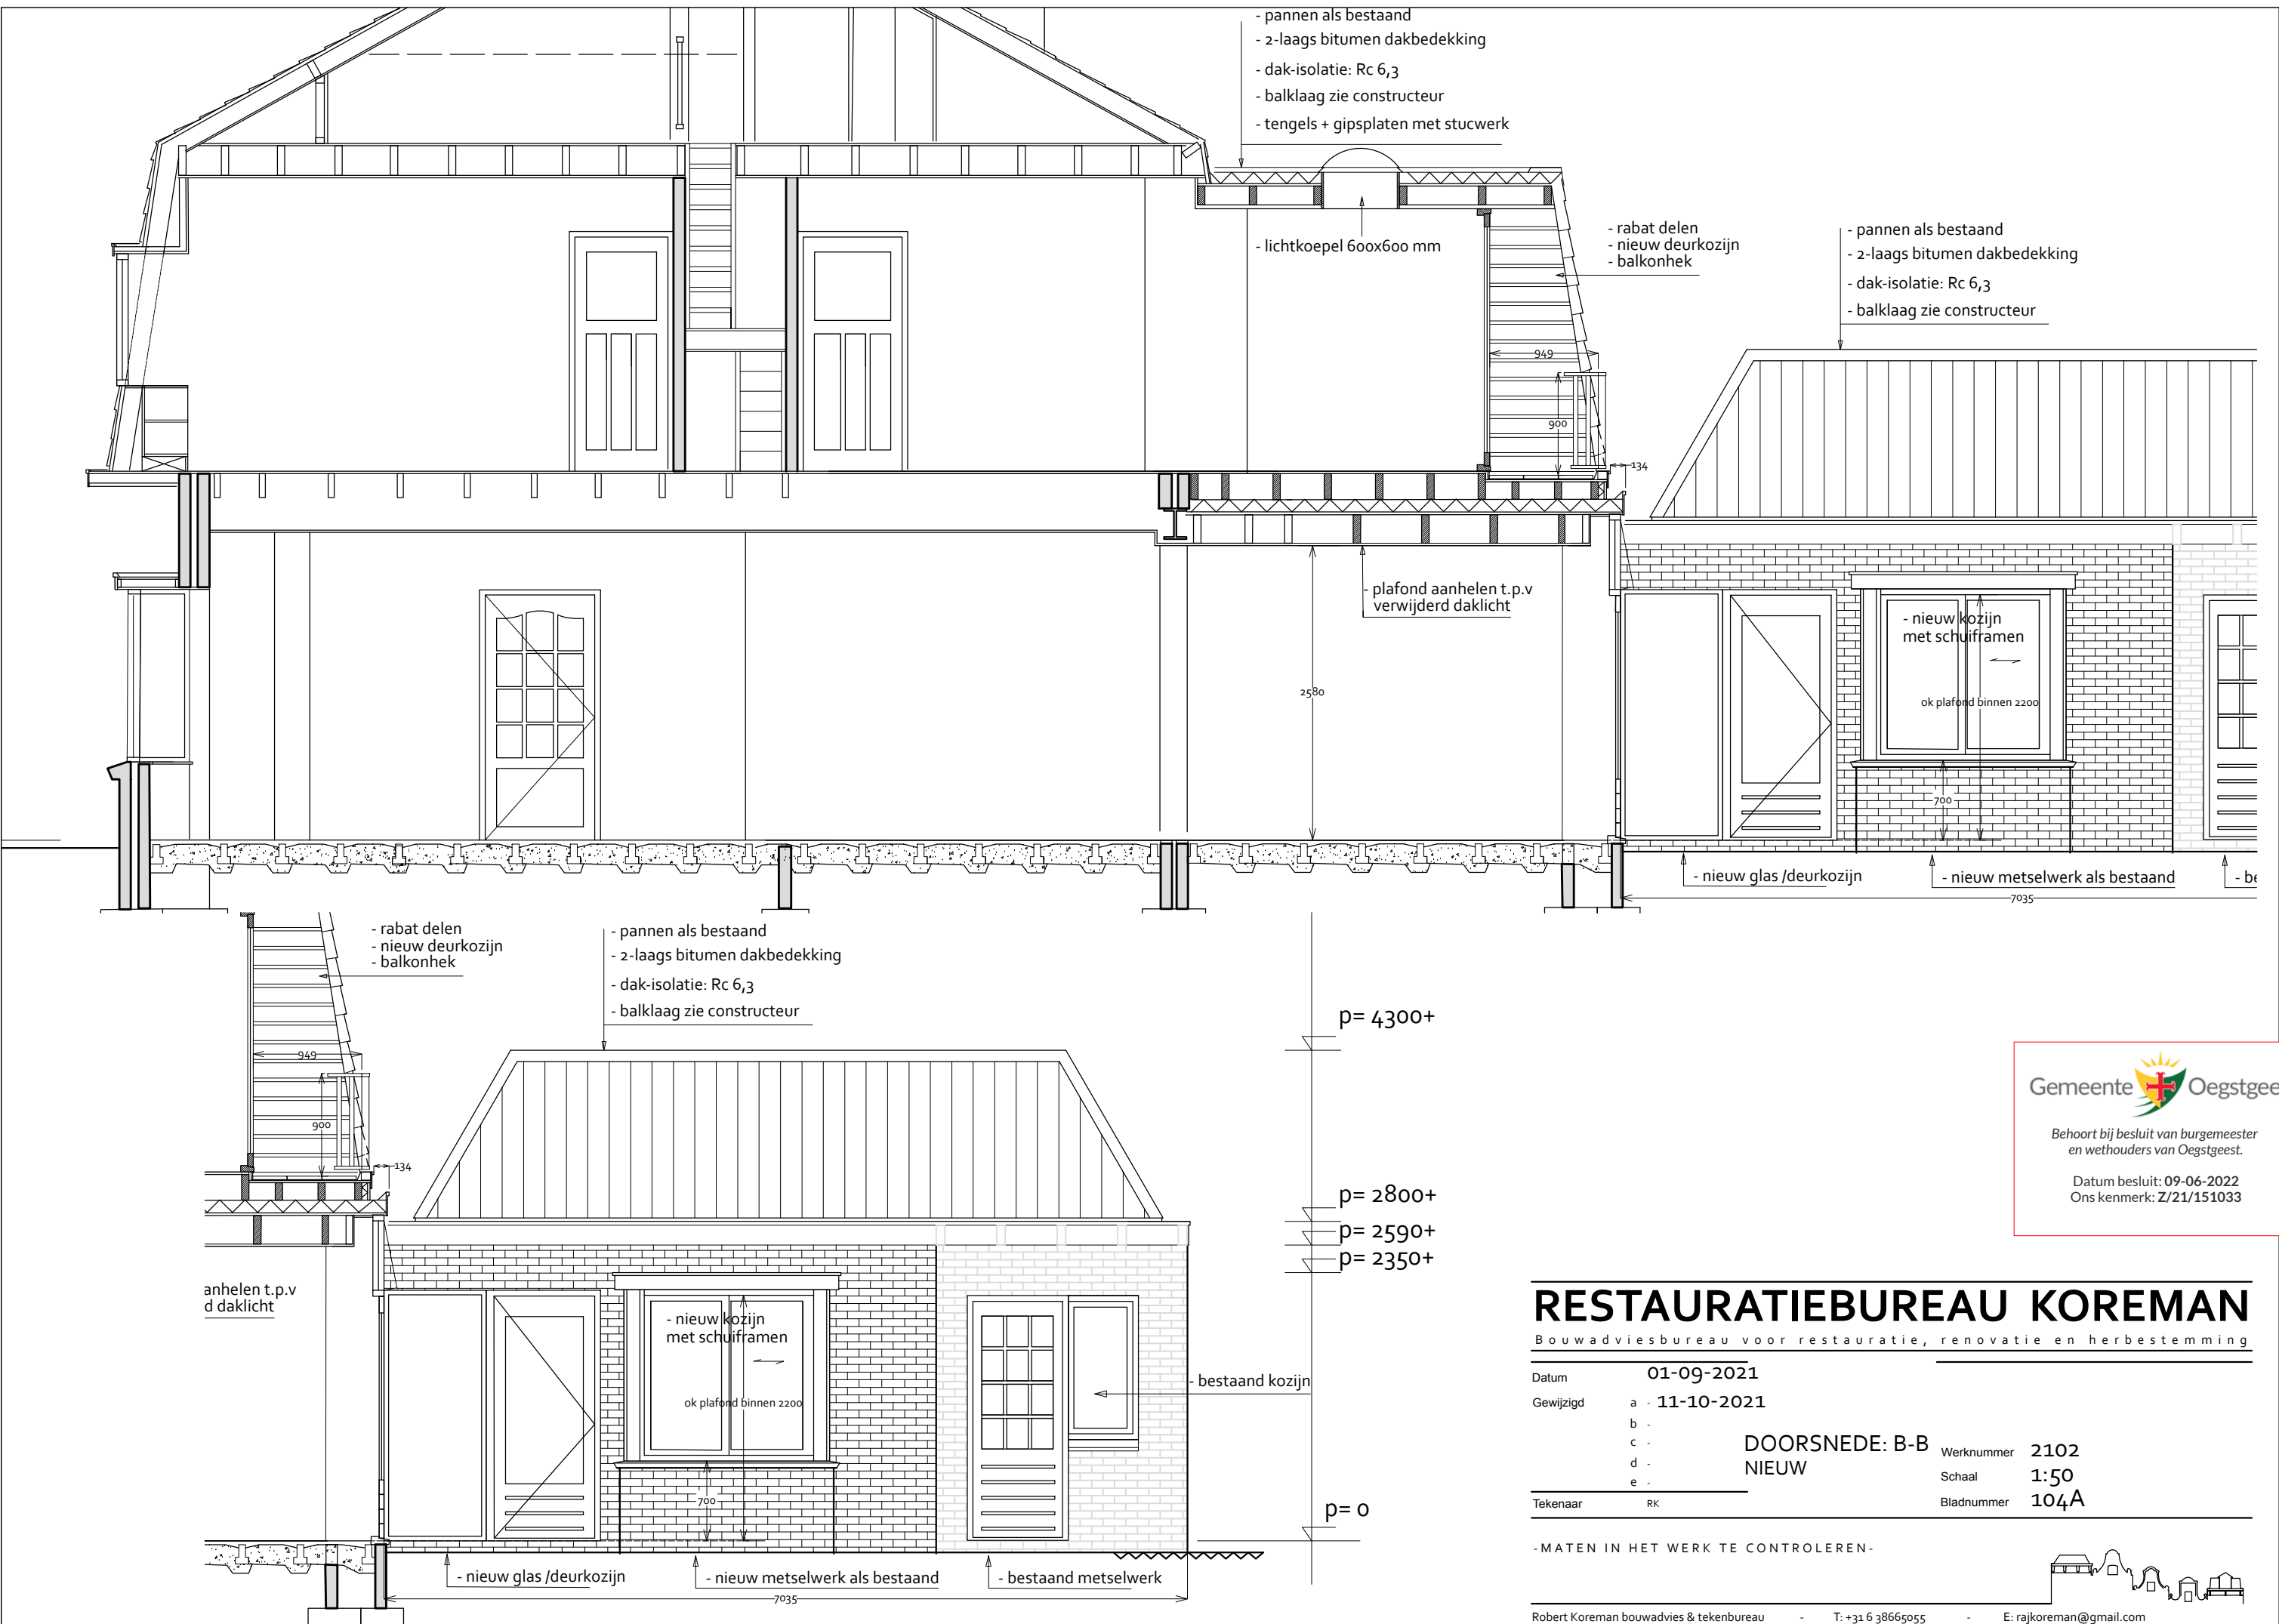 - pannen als bestaand
- 2-laags bitumen dakbedekking
- dak-isolatie: Rc 6,3
- balklaag zie constructeur
- tengels + gipsplaten met stucwerk
- lichtkoepel 600x600 mm
- rabat delen
- nieuw deurkozijn
- balkonhek
- pannen als bestaand
- 2-laags bitumen dakbedekking
- dak-isolatie: Rc 6,3
- balklaag zie constructeur
949
900
134
- plafond aanhelen t.p.v
verwijderd daklicht
2580
- nieuw kozijn
met schuiframen
ok plafond binnen 2200
700
- nieuw glas /deurkozijn
- nieuw metselwerk als bestaand
- be
7035
- rabat delen
- nieuw deurkozijn
- balkonhek
- pannen als bestaand
- 2-laags bitumen dakbedekking
- dak-isolatie: Rc 6,3
- balklaag zie constructeur
949
900
134
anhelen t.p.v
d daklicht
- nieuw kozijn
met schuiframen
ok plafond binnen 2200
700
- bestaand kozijn
- nieuw glas /deurkozijn
- nieuw metselwerk als bestaand
- bestaand metselwerk
7035
p= 4300+
p= 2800+
p= 2590+
p= 2350+
p= 0
Gemeente Oegstgee
Behoort bij besluit van burgemeester
en wethouders van Oegstgeest.
Datum besluit: 09-06-2022
Ons kenmerk: Z/21/151033
RESTAURATIEBUREAU KOREMAN
Bouwadviesbureau voor restauratie, renovatie en herbestemming
Datum 01-09-2021
Gewijzigd a - 11-10-2021
b -
c -
d -
e -
DOORSNEDE: B-B
NIEUW
Werknummer 2102
Schaal 1:50
Bladnummer 104A
Tekenaar RK
-MATEN IN HET WERK TE CONTROLEREN-
Robert Koreman bouwadvies & tekenbureau - T: +31 6 38665055 - E: rajkoreman@gmail.com